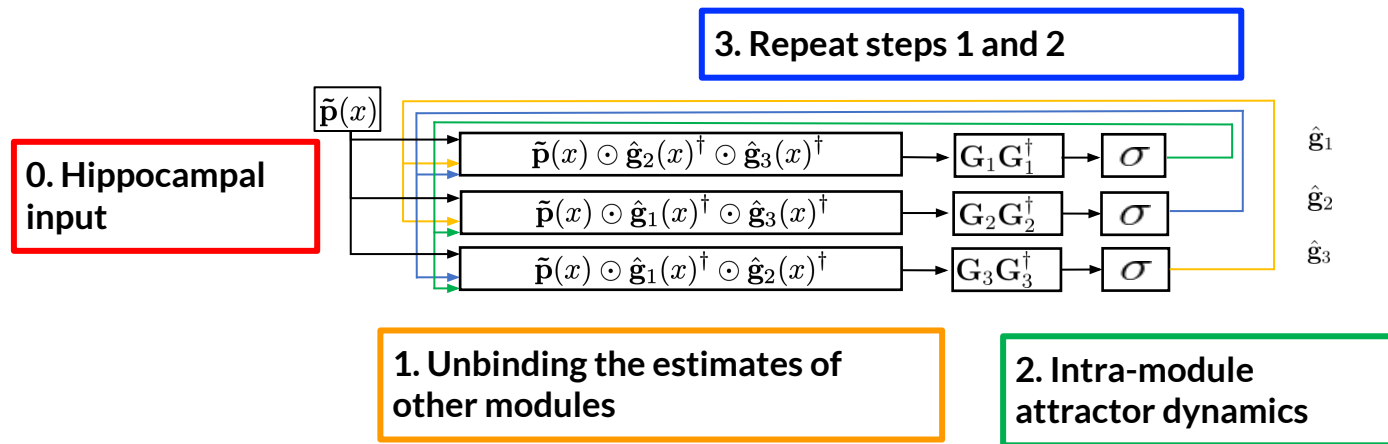 3. Repeat steps 1 and 2
p̃(x)
0. Hippocampal
input
p̃(x) ⊙ ĝ₂(x)† ⊙ ĝ₃(x)† G₁G₁† σ ĝ₁
p̃(x) ⊙ ĝ₁(x)† ⊙ ĝ₃(x)† G₂G₂† σ ĝ₂
p̃(x) ⊙ ĝ₁(x)† ⊙ ĝ₂(x)† G₃G₃† σ ĝ₃
1. Unbinding the estimates of
other modules
2. Intra-module
attractor dynamics